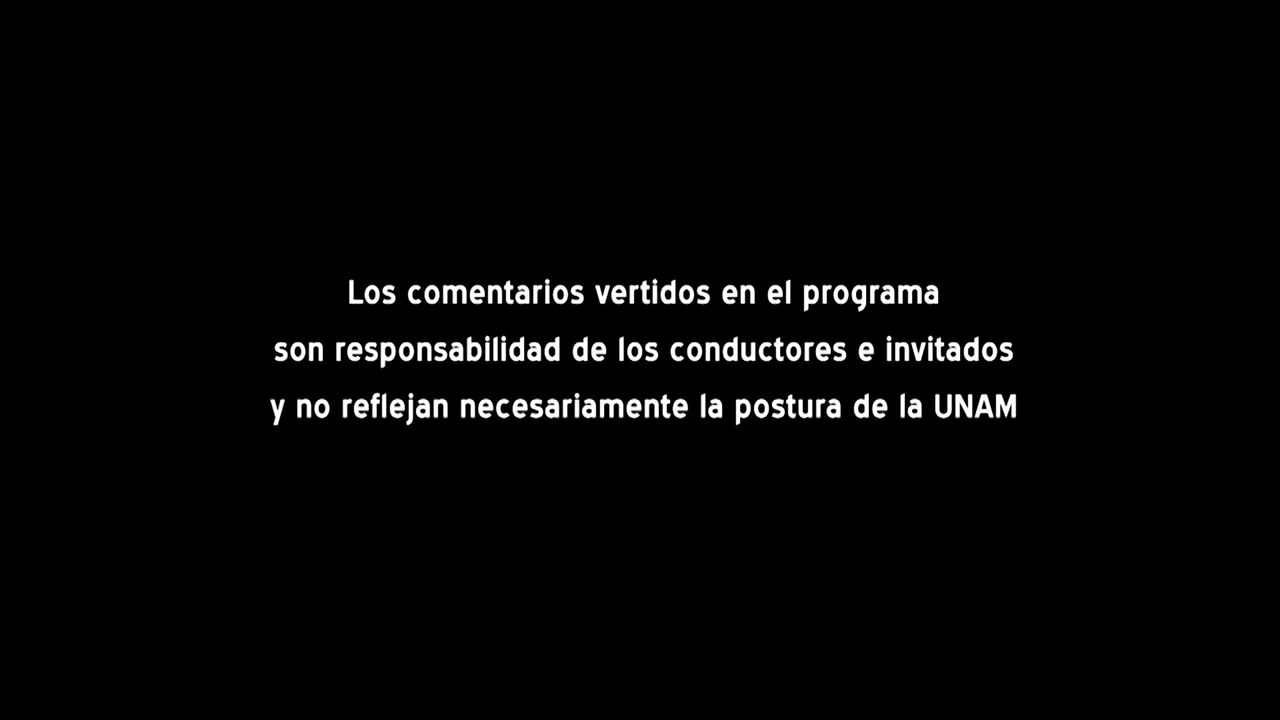 Los comentarios vertidos en el programa
son responsabilidad de los conductores e invitados
y no reflejan necesariamente la postura de la UNAM